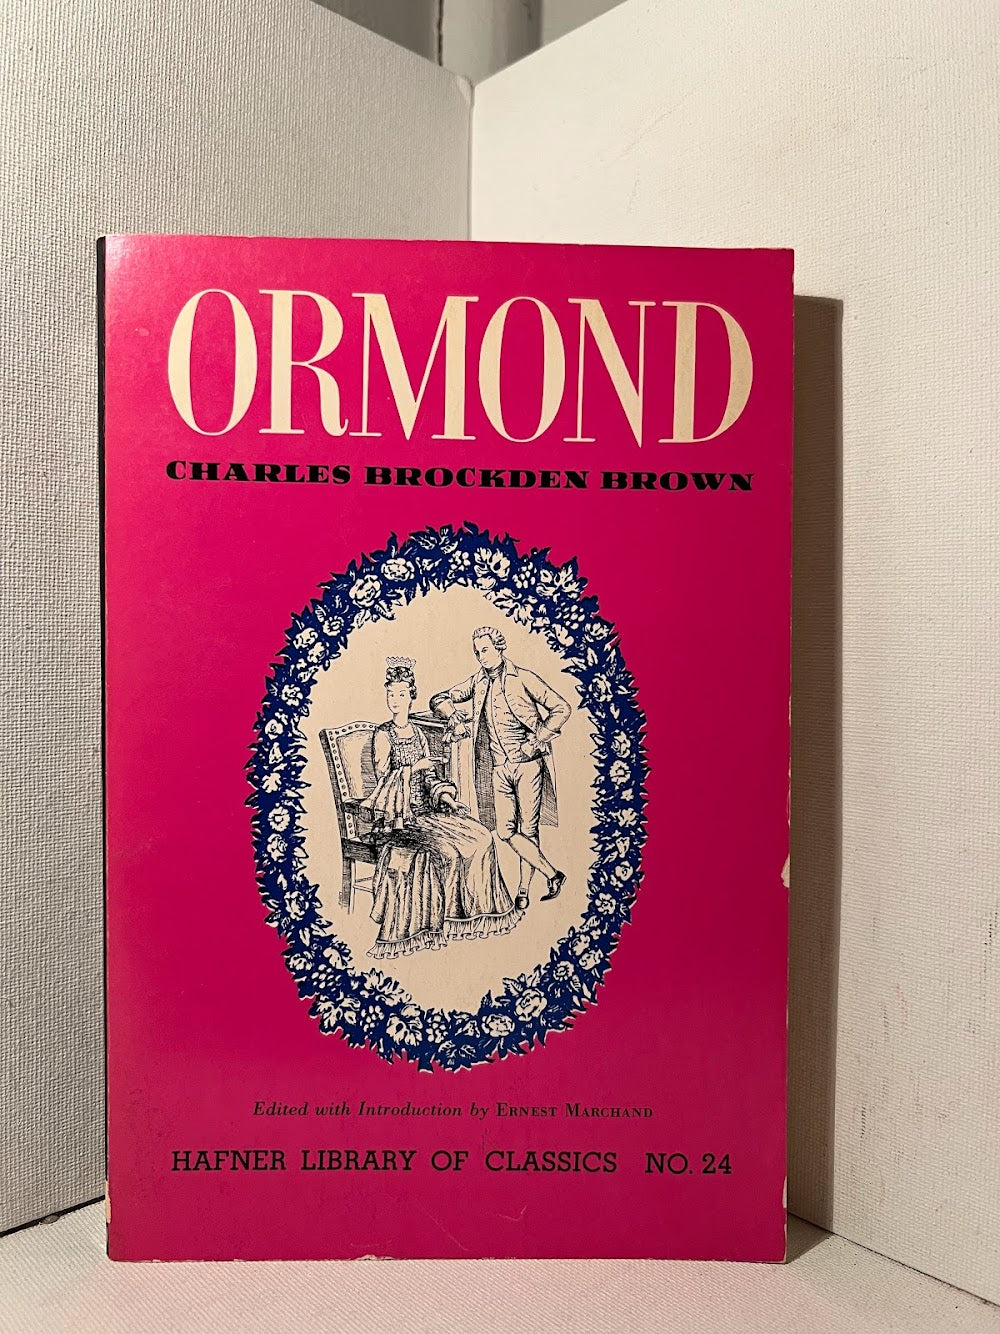 ORMOND
CHARLES BROCKDEN BROWN
Edited with Introduction by ERNEST MARCHAND
HAFNER LIBRARY OF CLASSICS NO. 24